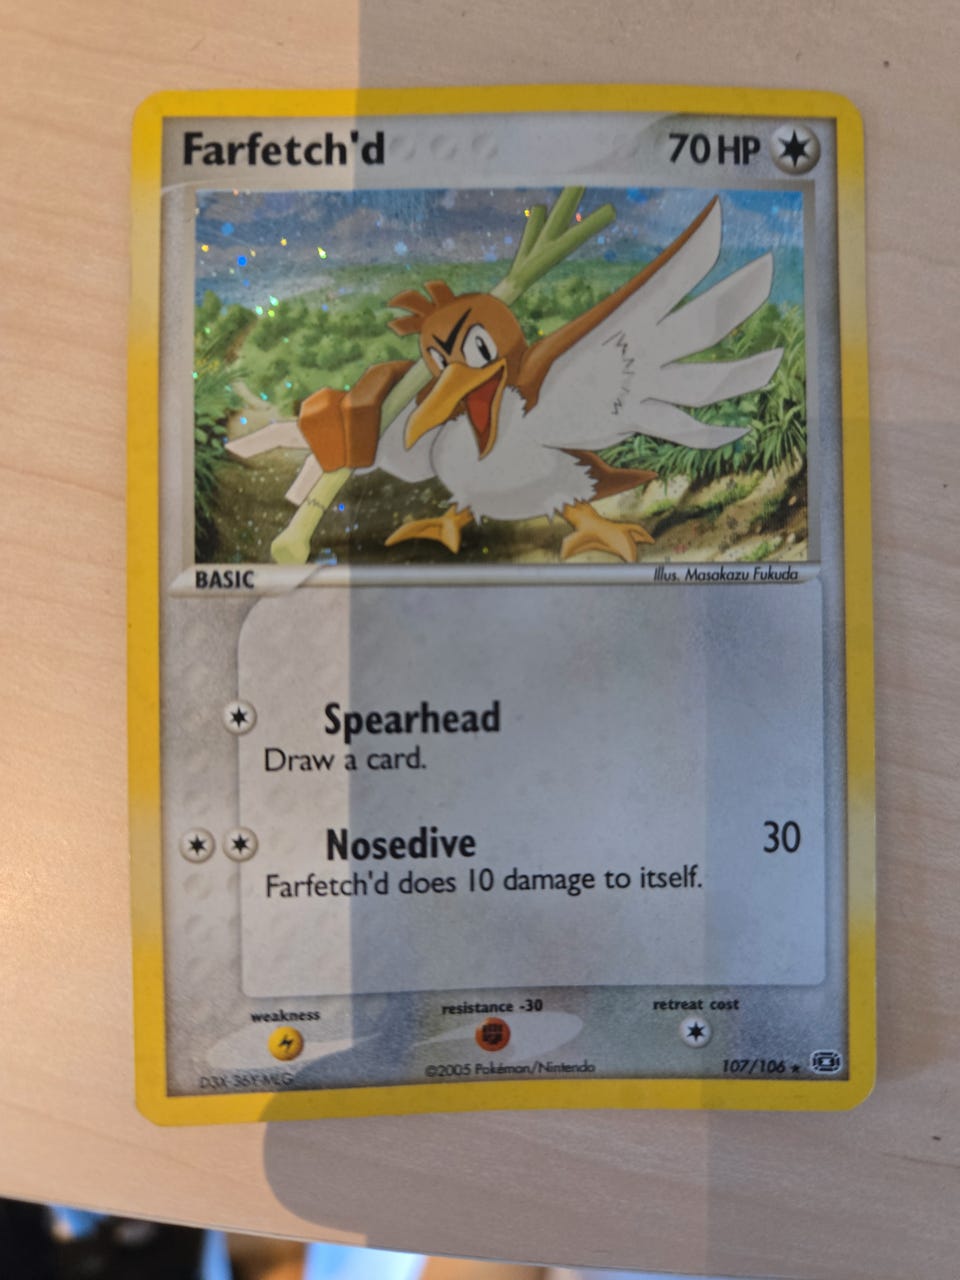 Farfetch'd 70 HP
BASIC Illus. Masakazu Fukuda
Spearhead
Draw a card.
Nosedive 30
Farfetch'd does 10 damage to itself.
weakness resistance -30 retreat cost
©2005 Pokémon/Nintendo 107/106 ★